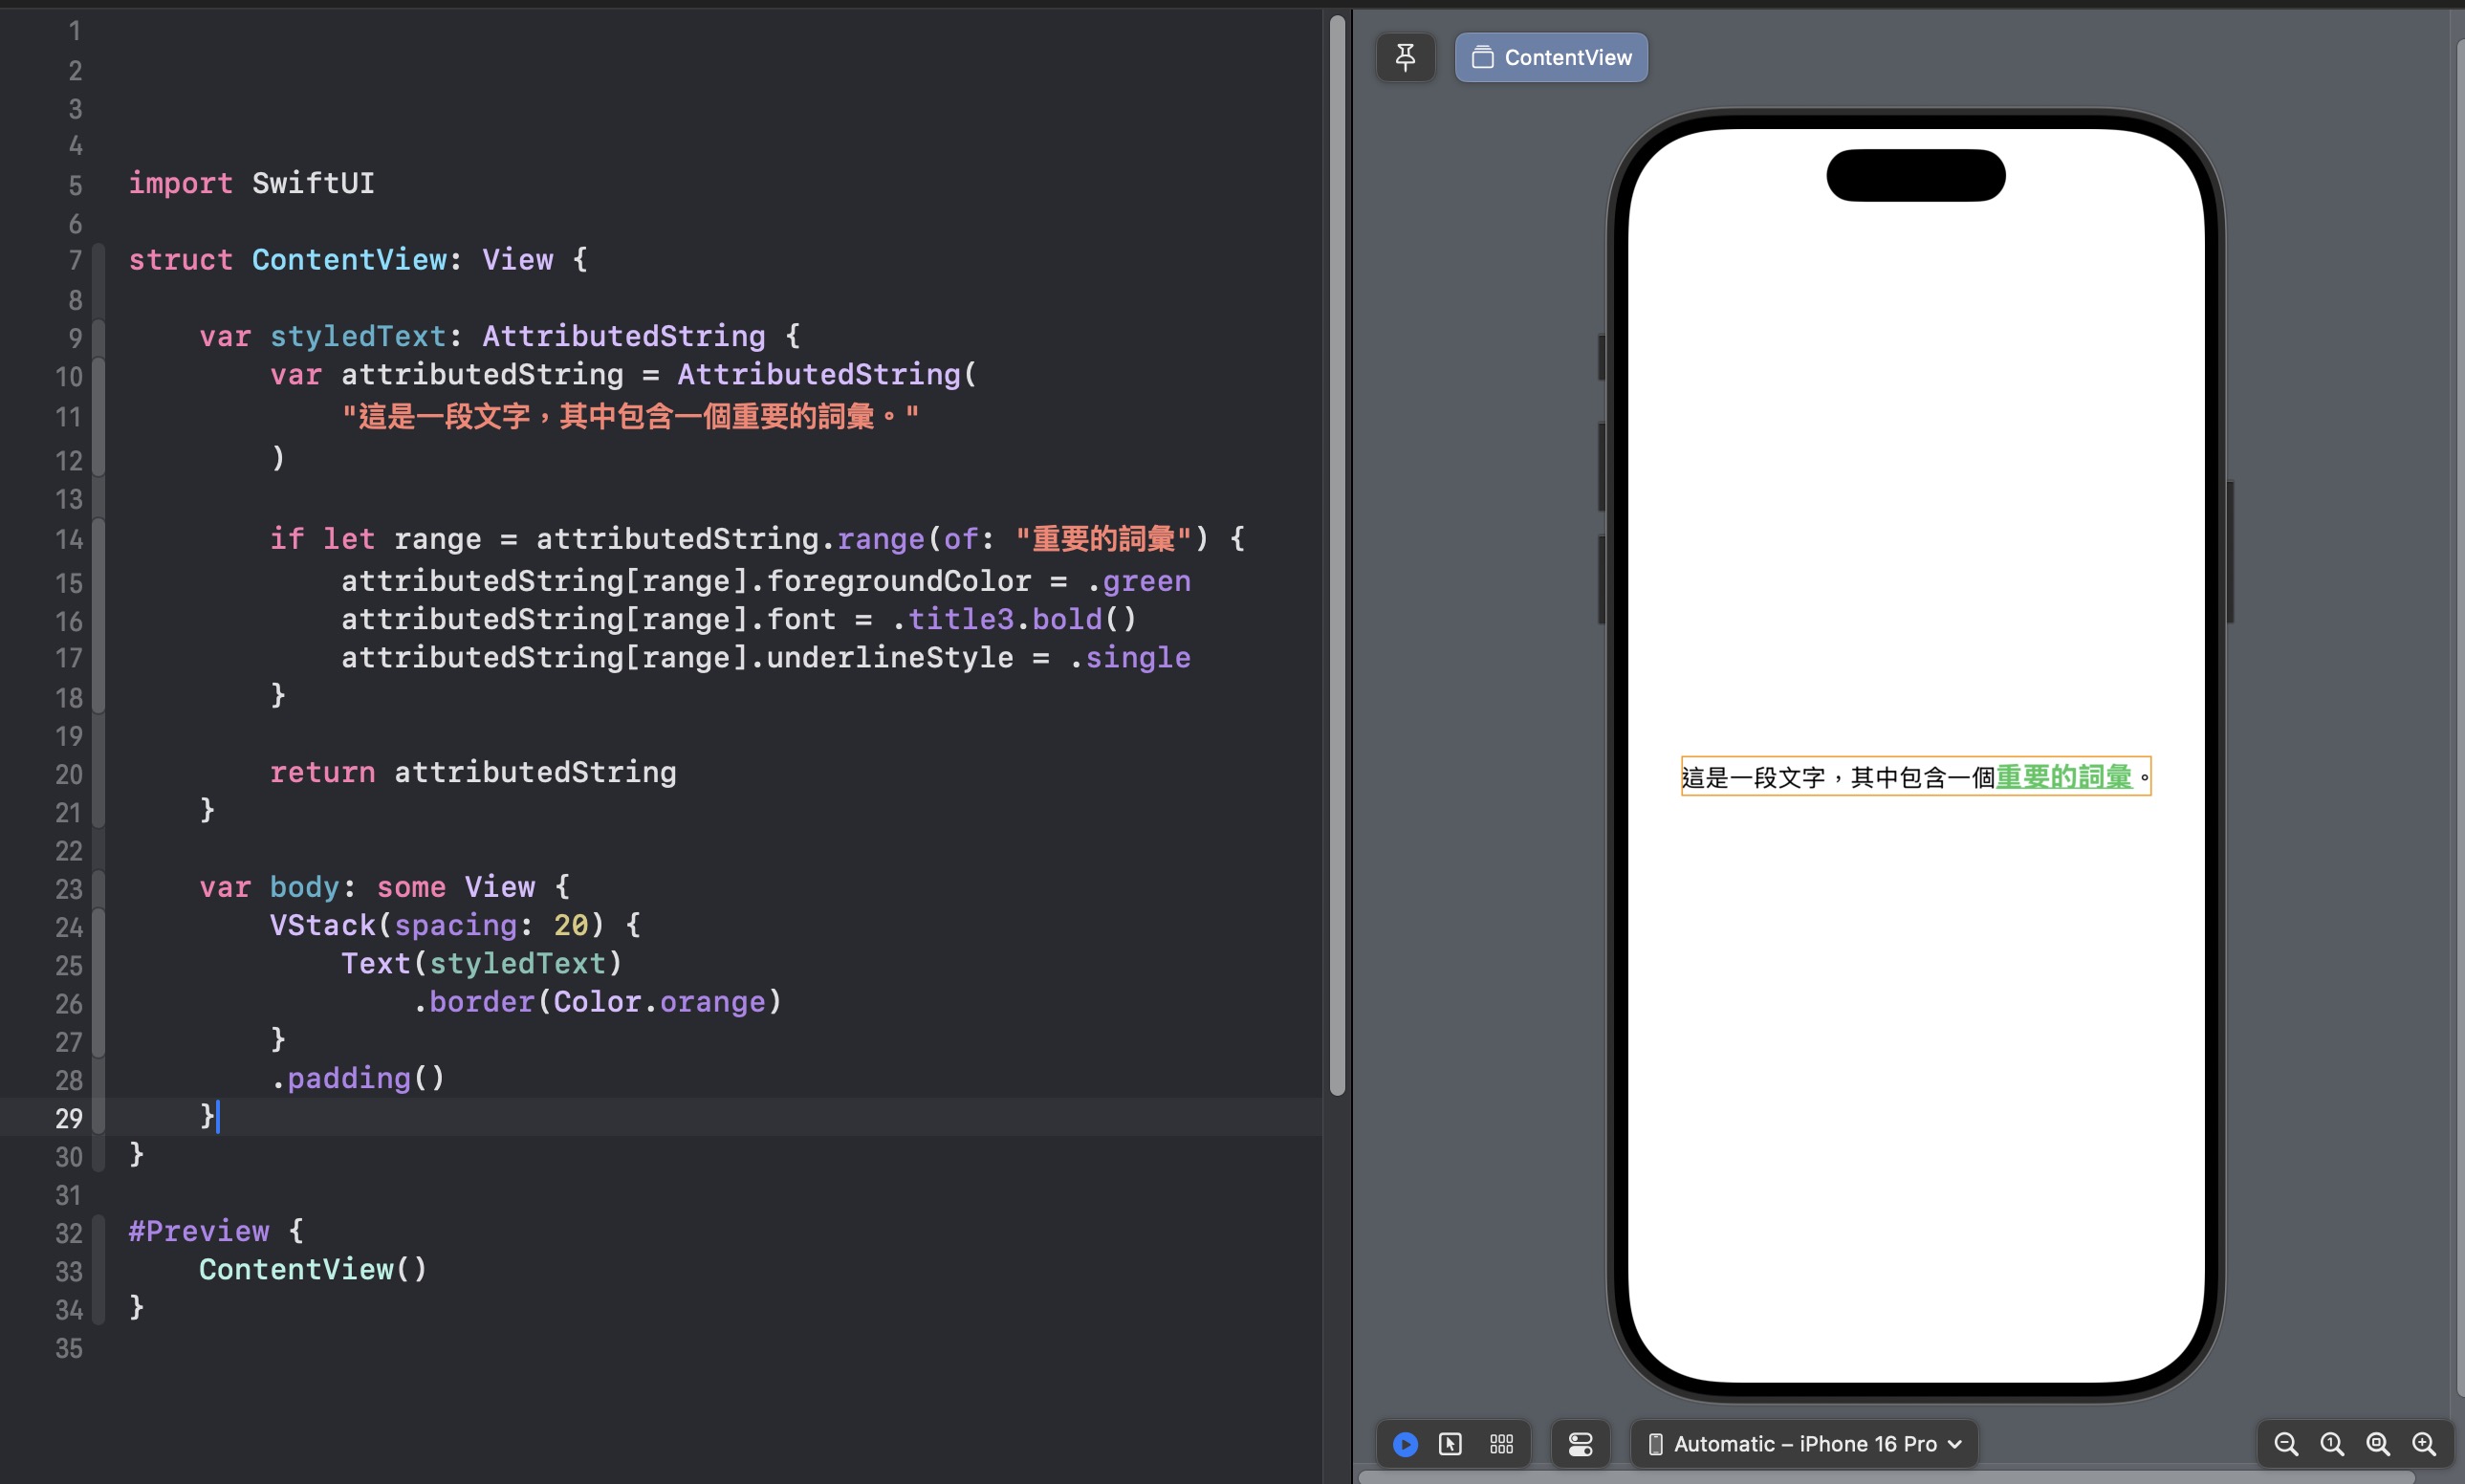 1
2
3
4
5 import SwiftUI
6
7 struct ContentView: View {
8
9     var styledText: AttributedString {
10         var attributedString = AttributedString(
11             "這是一段文字，其中包含一個重要的詞彙。"
12         )
13
14         if let range = attributedString.range(of: "重要的詞彙") {
15             attributedString[range].foregroundColor = .green
16             attributedString[range].font = .title3.bold()
17             attributedString[range].underlineStyle = .single
18         }
19
20         return attributedString
21     }
22
23     var body: some View {
24         VStack(spacing: 20) {
25             Text(styledText)
26                 .border(Color.orange)
27         }
28         .padding()
29     }
30 }
31
32 #Preview {
33     ContentView()
34 }
35
ContentView
這是一段文字，其中包含一個重要的詞彙。
Automatic – iPhone 16 Pro